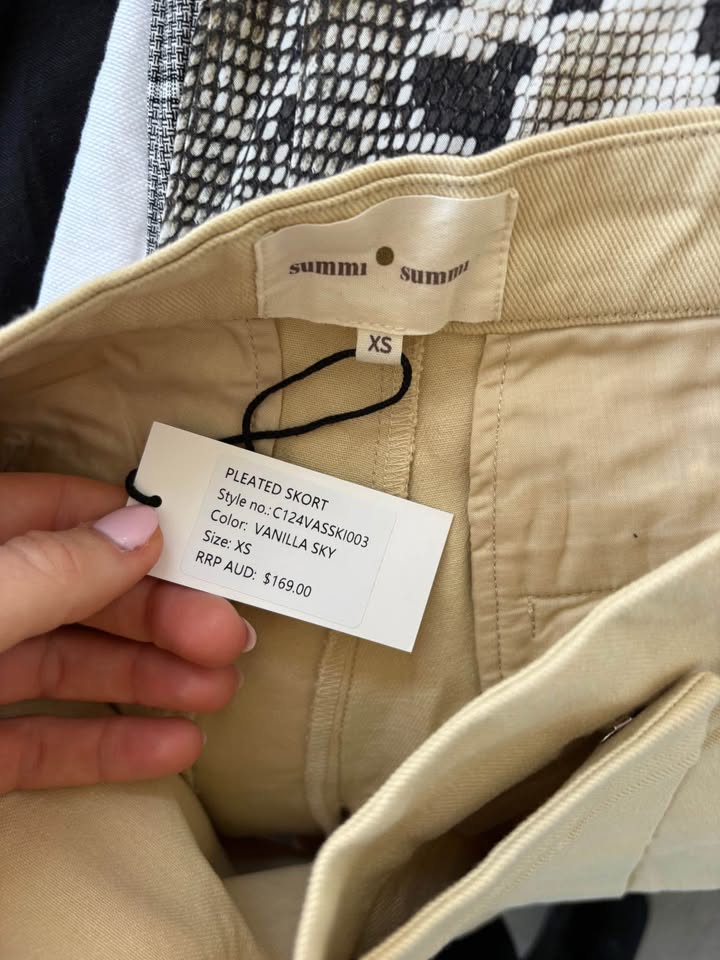 summi summi
XS
PLEATED SKORT
Style no.: C124VASSKI003
Color: VANILLA SKY
Size: XS
RRP AUD: $169.00